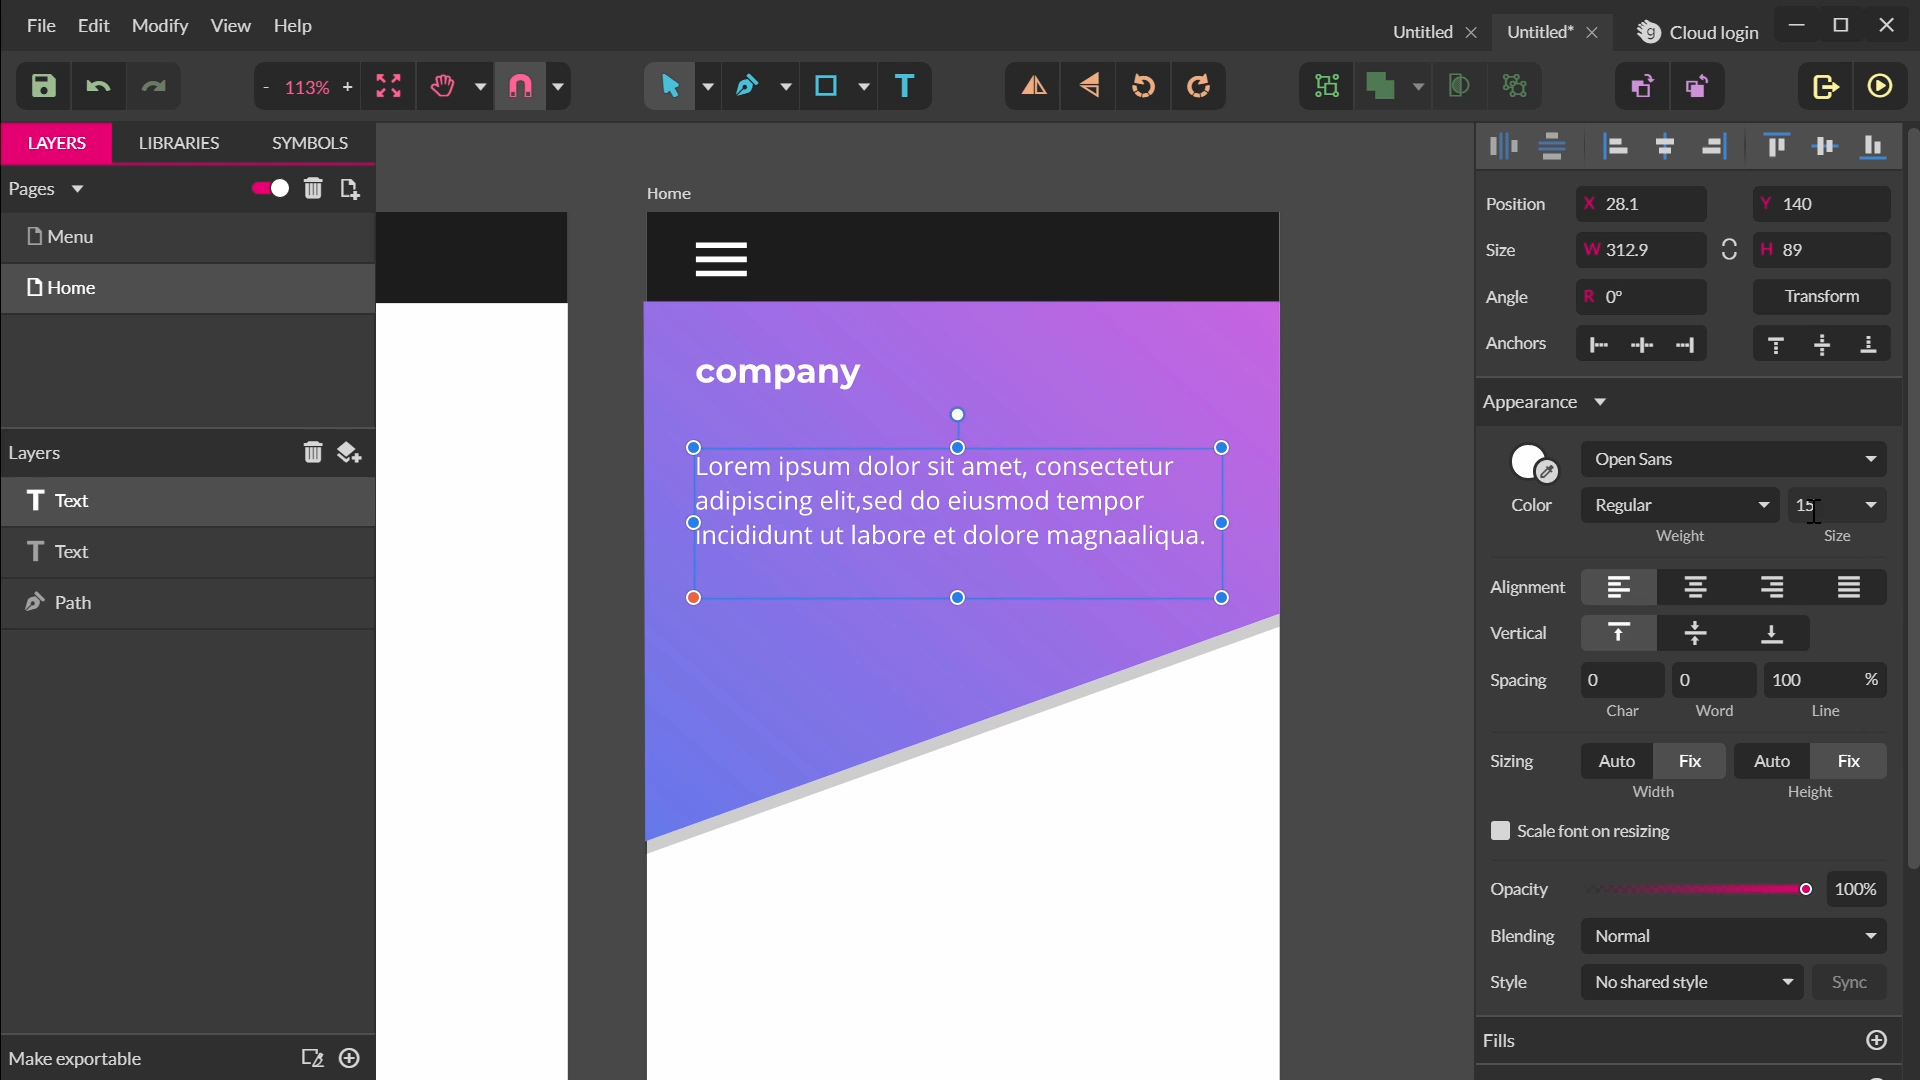 File Edit Modify View Help
Untitled Untitled* Cloud login
- 113% +
LAYERS LIBRARIES SYMBOLS
Pages
Menu
Home
Layers
Text
Text
Path
Make exportable
Home
company
Lorem ipsum dolor sit amet, consectetur
adipiscing elit,sed do eiusmod tempor
incididunt ut labore et dolore magnaaliqua.
Position X 28.1 Y 140
Size W 312.9 H 89
Angle R 0° Transform
Anchors
Appearance
Open Sans
Color Regular 15
Weight Size
Alignment
Vertical
Spacing 0 0 100 %
Char Word Line
Sizing Auto Fix Auto Fix
Width Height
Scale font on resizing
Opacity 100%
Blending Normal
Style No shared style Sync
Fills